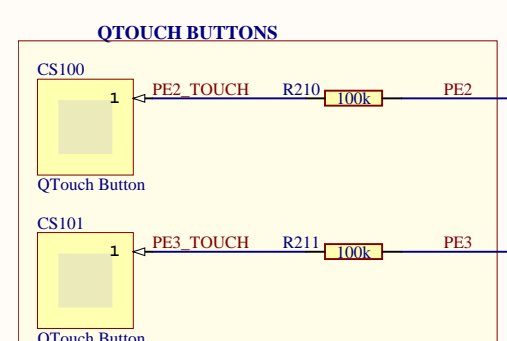 QTOUCH BUTTONS
CS100
1 PE2_TOUCH R210 100k PE2
QTouch Button
CS101
1 PE3_TOUCH R211 100k PE3
QTouch Button